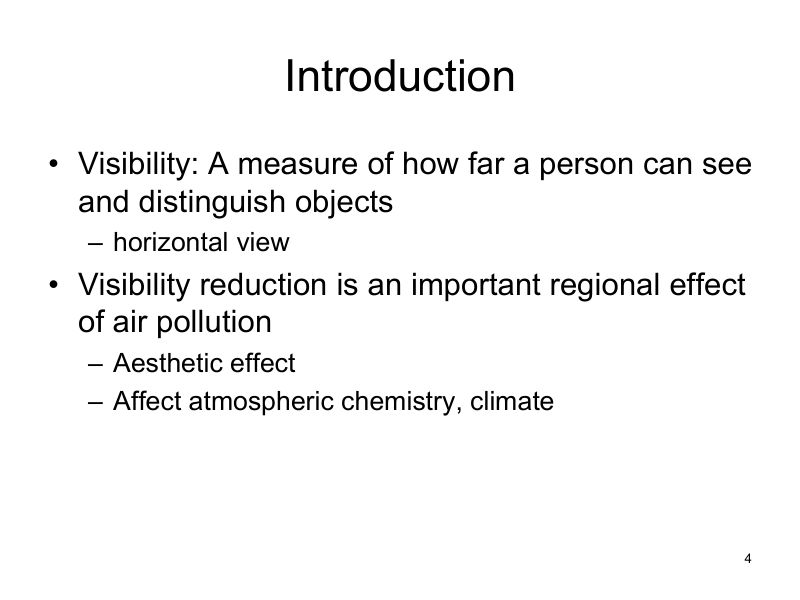 Introduction
• Visibility: A measure of how far a person can see
and distinguish objects
– horizontal view
• Visibility reduction is an important regional effect
of air pollution
– Aesthetic effect
– Affect atmospheric chemistry, climate
4